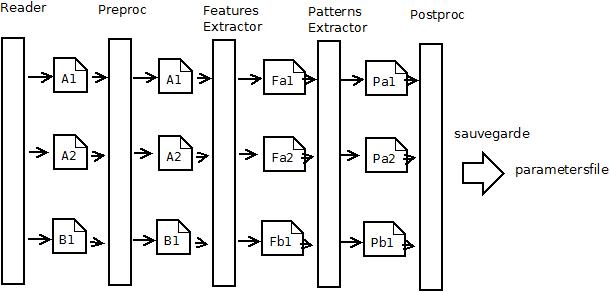 Reader
Preproc
Features
Extractor
Patterns
Extractor
Postproc
A1
A1
Fa1
Pa1
A2
A2
Fa2
Pa2
B1
B1
Fb1
Pb1
sauvegarde
parametersfile